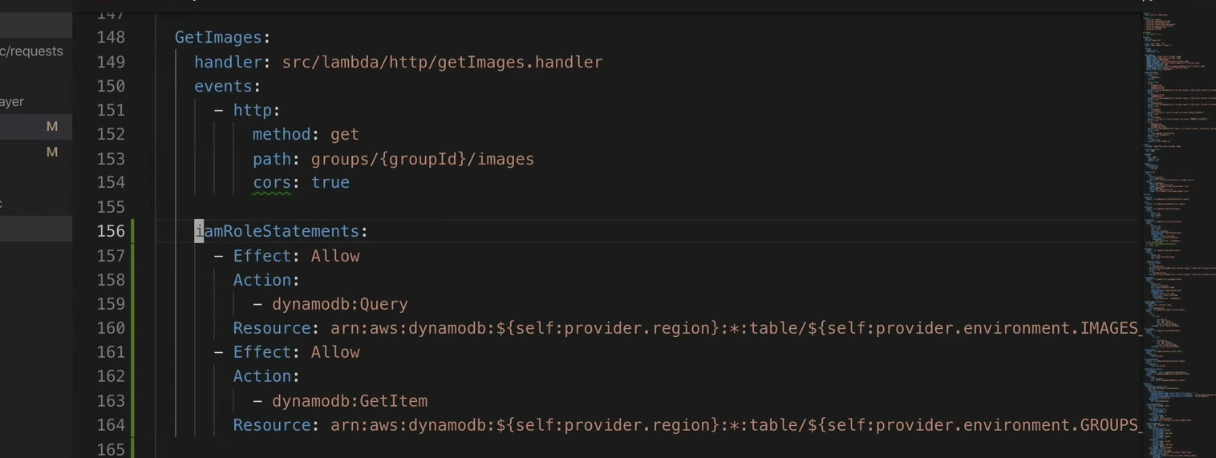 147
c/requests
148 GetImages:
149 handler: src/lambda/http/getImages.handler
150 events:
ayer
151 - http:
M
152 method: get
M
153 path: groups/{groupId}/images
154 cors: true
155
c
156 iamRoleStatements:
157 - Effect: Allow
158 Action:
159 - dynamodb:Query
160 Resource: arn:aws:dynamodb:${self:provider.region}:*:table/${self:provider.environment.IMAGES_
161 - Effect: Allow
162 Action:
163 - dynamodb:GetItem
164 Resource: arn:aws:dynamodb:${self:provider.region}:*:table/${self:provider.environment.GROUPS_
165